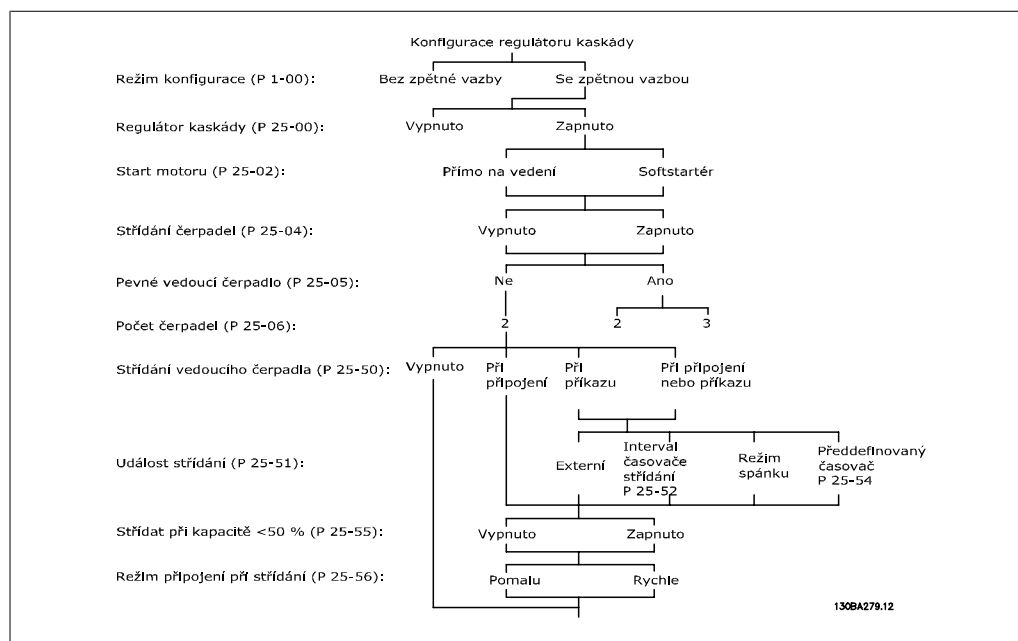 Konfigurace regulátoru kaskády
Režim konfigurace (P 1-00): Bez zpětné vazby Se zpětnou vazbou
Regulátor kaskády (P 25-00): Vypnuto Zapnuto
Start motoru (P 25-02): Přímo na vedení Softstartér
Střídání čerpadel (P 25-04): Vypnuto Zapnuto
Pevné vedoucí čerpadlo (P 25-05): Ne Ano
Počet čerpadel (P 25-06): 2 2 3
Střídání vedoucího čerpadla (P 25-50): Vypnuto Při připojení Při příkazu Při připojení nebo příkazu
Událost střídání (P 25-51): Externí Interval časovače střídání P 25-52 Režim spánku Předdefinovaný časovač P 25-54
Střídat při kapacitě <50 % (P 25-55): Vypnuto Zapnuto
Režim připojení při střídání (P 25-56): Pomalu Rychle
130BA279.12